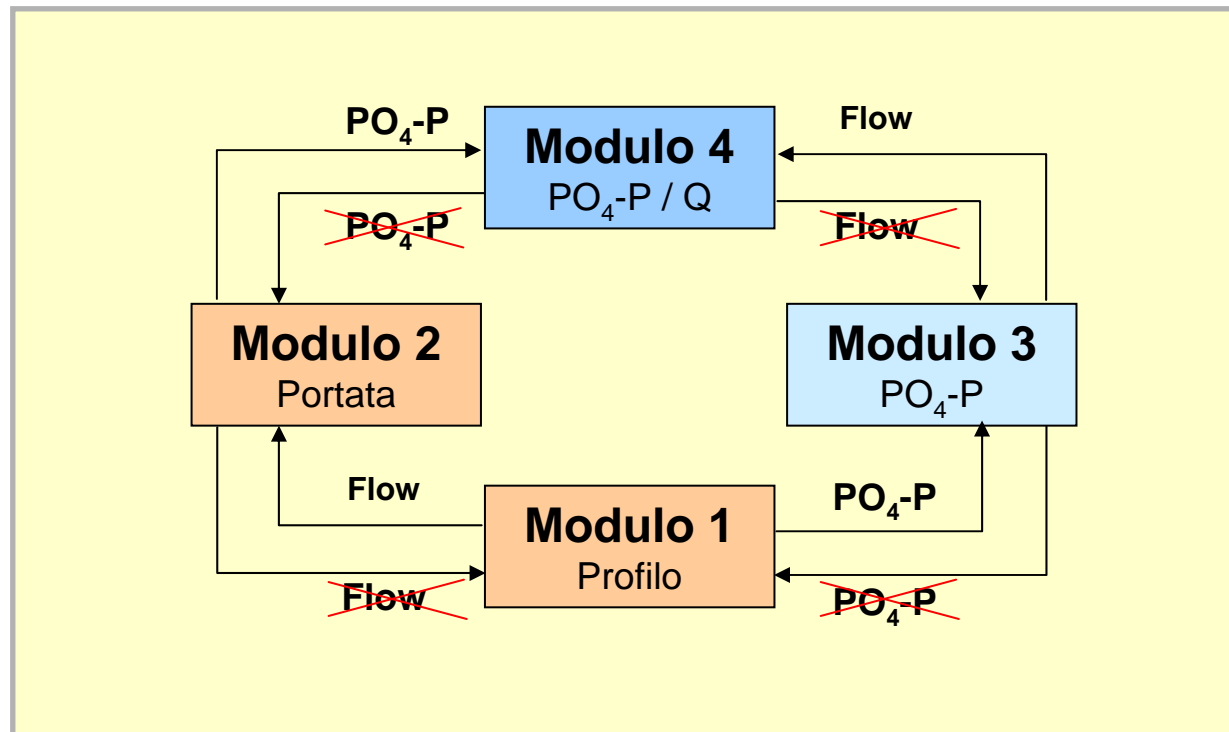 PO₄-P
Flow
Modulo 4
PO₄-P / Q
PO₄-P
Flow
Modulo 2
Portata
Modulo 3
PO₄-P
Flow
PO₄-P
Modulo 1
Profilo
Flow
PO₄-P